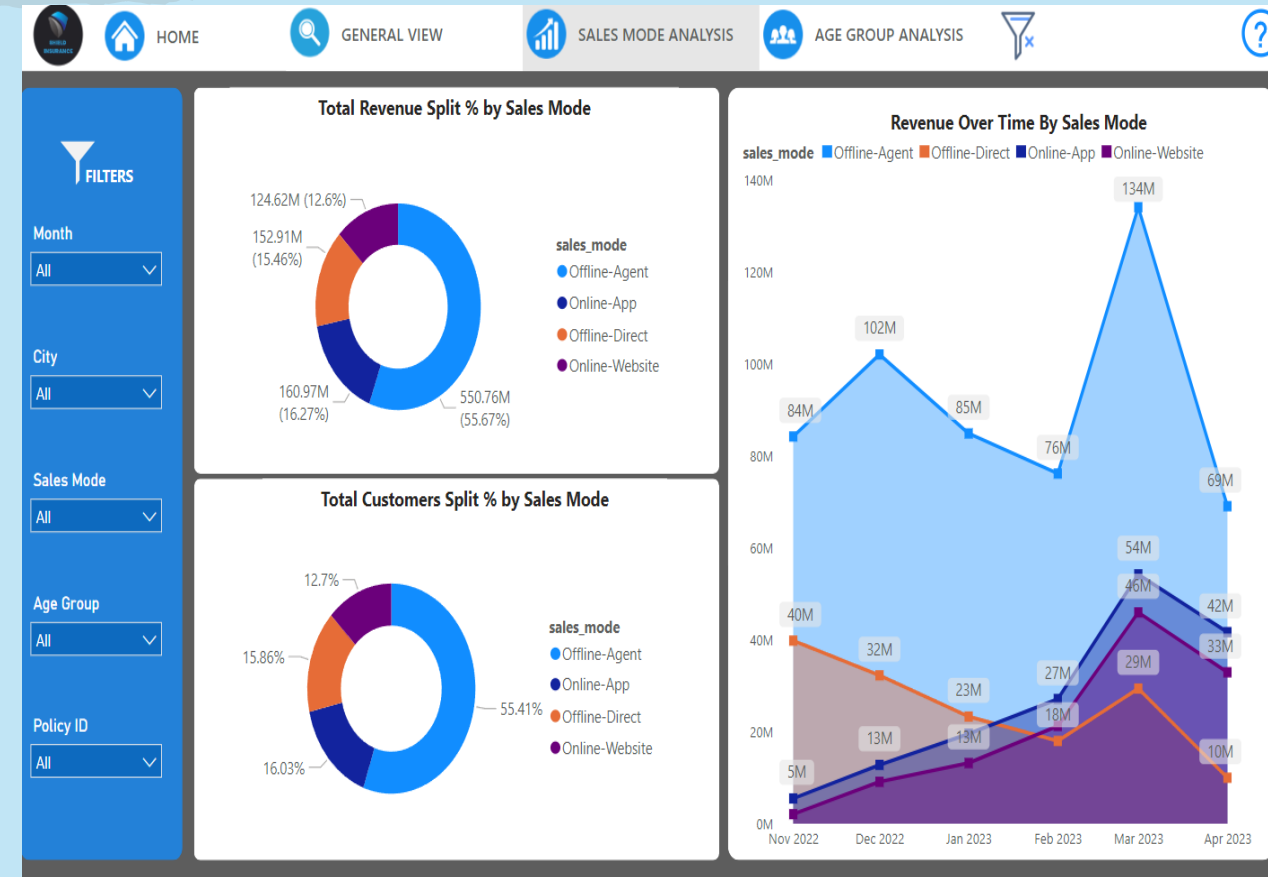 SHIELD
INSURANCE
HOME
GENERAL VIEW
SALES MODE ANALYSIS
AGE GROUP ANALYSIS
?
FILTERS
Month
All
City
All
Sales Mode
All
Age Group
All
Policy ID
All
Total Revenue Split % by Sales Mode
124.62M (12.6%)
152.91M
(15.46%)
160.97M
(16.27%)
550.76M
(55.67%)
sales_mode
Offline-Agent
Online-App
Offline-Direct
Online-Website
Total Customers Split % by Sales Mode
12.7%
15.86%
16.03%
55.41%
sales_mode
Offline-Agent
Online-App
Offline-Direct
Online-Website
Revenue Over Time By Sales Mode
sales_mode Offline-Agent Offline-Direct Online-App Online-Website
140M
120M
100M
80M
60M
40M
20M
0M
84M
102M
85M
76M
134M
69M
40M
32M
23M
18M
29M
10M
5M
13M
27M
54M
42M
13M
46M
33M
Nov 2022 Dec 2022 Jan 2023 Feb 2023 Mar 2023 Apr 2023